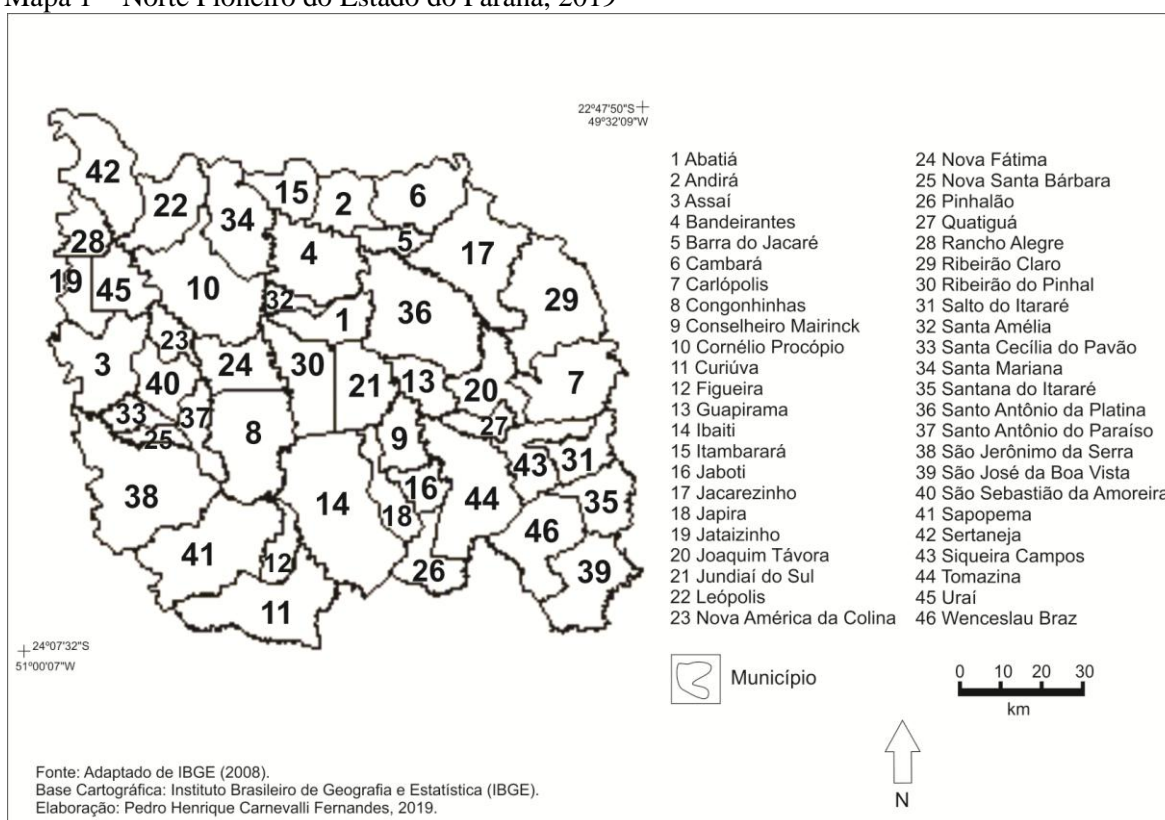 Mapa 1 – Norte Pioneiro do Estado do Paraná, 2019
22º47'50"S
49º32'09"W
42
22
34
15
2
6
28
4
5
17
19
45
10
32
1
36
29
23
3
24
30
21
13
20
7
40
33
37
25
8
9
27
38
14
16
18
44
43
31
46
35
41
12
26
39
11
24º07'32"S
51º00'07"W
1 Abatiá
2 Andirá
3 Assaí
4 Bandeirantes
5 Barra do Jacaré
6 Cambará
7 Carlópolis
8 Congonhinhas
9 Conselheiro Mairinck
10 Cornélio Procópio
11 Curiúva
12 Figueira
13 Guapirama
14 Ibaiti
15 Itambarará
16 Jaboti
17 Jacarezinho
18 Japira
19 Jataizinho
20 Joaquim Távora
21 Jundiaí do Sul
22 Leópolis
23 Nova América da Colina
24 Nova Fátima
25 Nova Santa Bárbara
26 Pinhalão
27 Quatiguá
28 Rancho Alegre
29 Ribeirão Claro
30 Ribeirão do Pinhal
31 Salto do Itararé
32 Santa Amélia
33 Santa Cecília do Pavão
34 Santa Mariana
35 Santana do Itararé
36 Santo Antônio da Platina
37 Santo Antônio do Paraíso
38 São Jerônimo da Serra
39 São José da Boa Vista
40 São Sebastião da Amoreira
41 Sapopema
42 Sertaneja
43 Siqueira Campos
44 Tomazina
45 Uraí
46 Wenceslau Braz
Município
0 10 20 30
km
N
Fonte: Adaptado de IBGE (2008).
Base Cartográfica: Instituto Brasileiro de Geografia e Estatística (IBGE).
Elaboração: Pedro Henrique Carnevalli Fernandes, 2019.